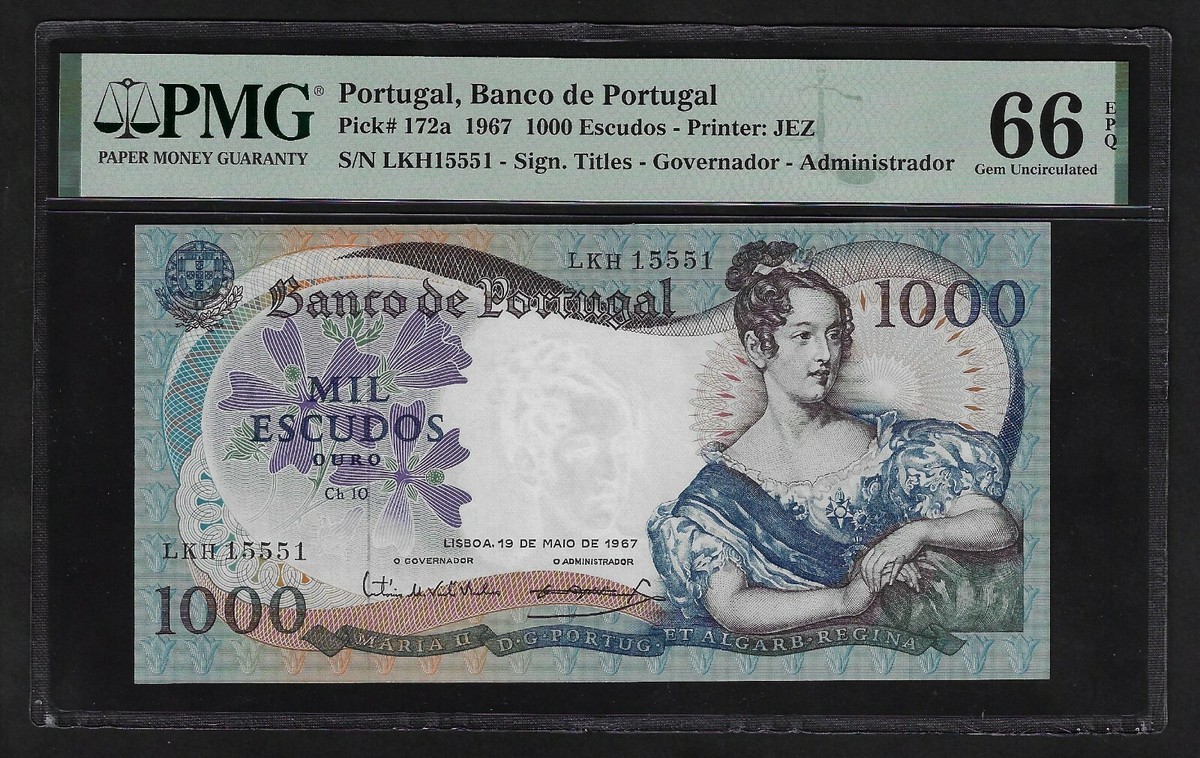 PMG®
PAPER MONEY GUARANTY
Portugal, Banco de Portugal
Pick# 172a 1967 1000 Escudos - Printer: JEZ
S/N LKH15551 - Sign. Titles - Governador - Administrador
66
Gem Uncirculated
EPQ
LKH 15551
Banco de Portugal
1000
MIL
ESCUDOS
OURO
Ch 10
LKH 15551
LISBOA, 19 DE MAIO DE 1967
O GOVERNADOR
O ADMINISTRADOR
1000
MARIA D·G·PORTUG ET ALGARB·REGINA